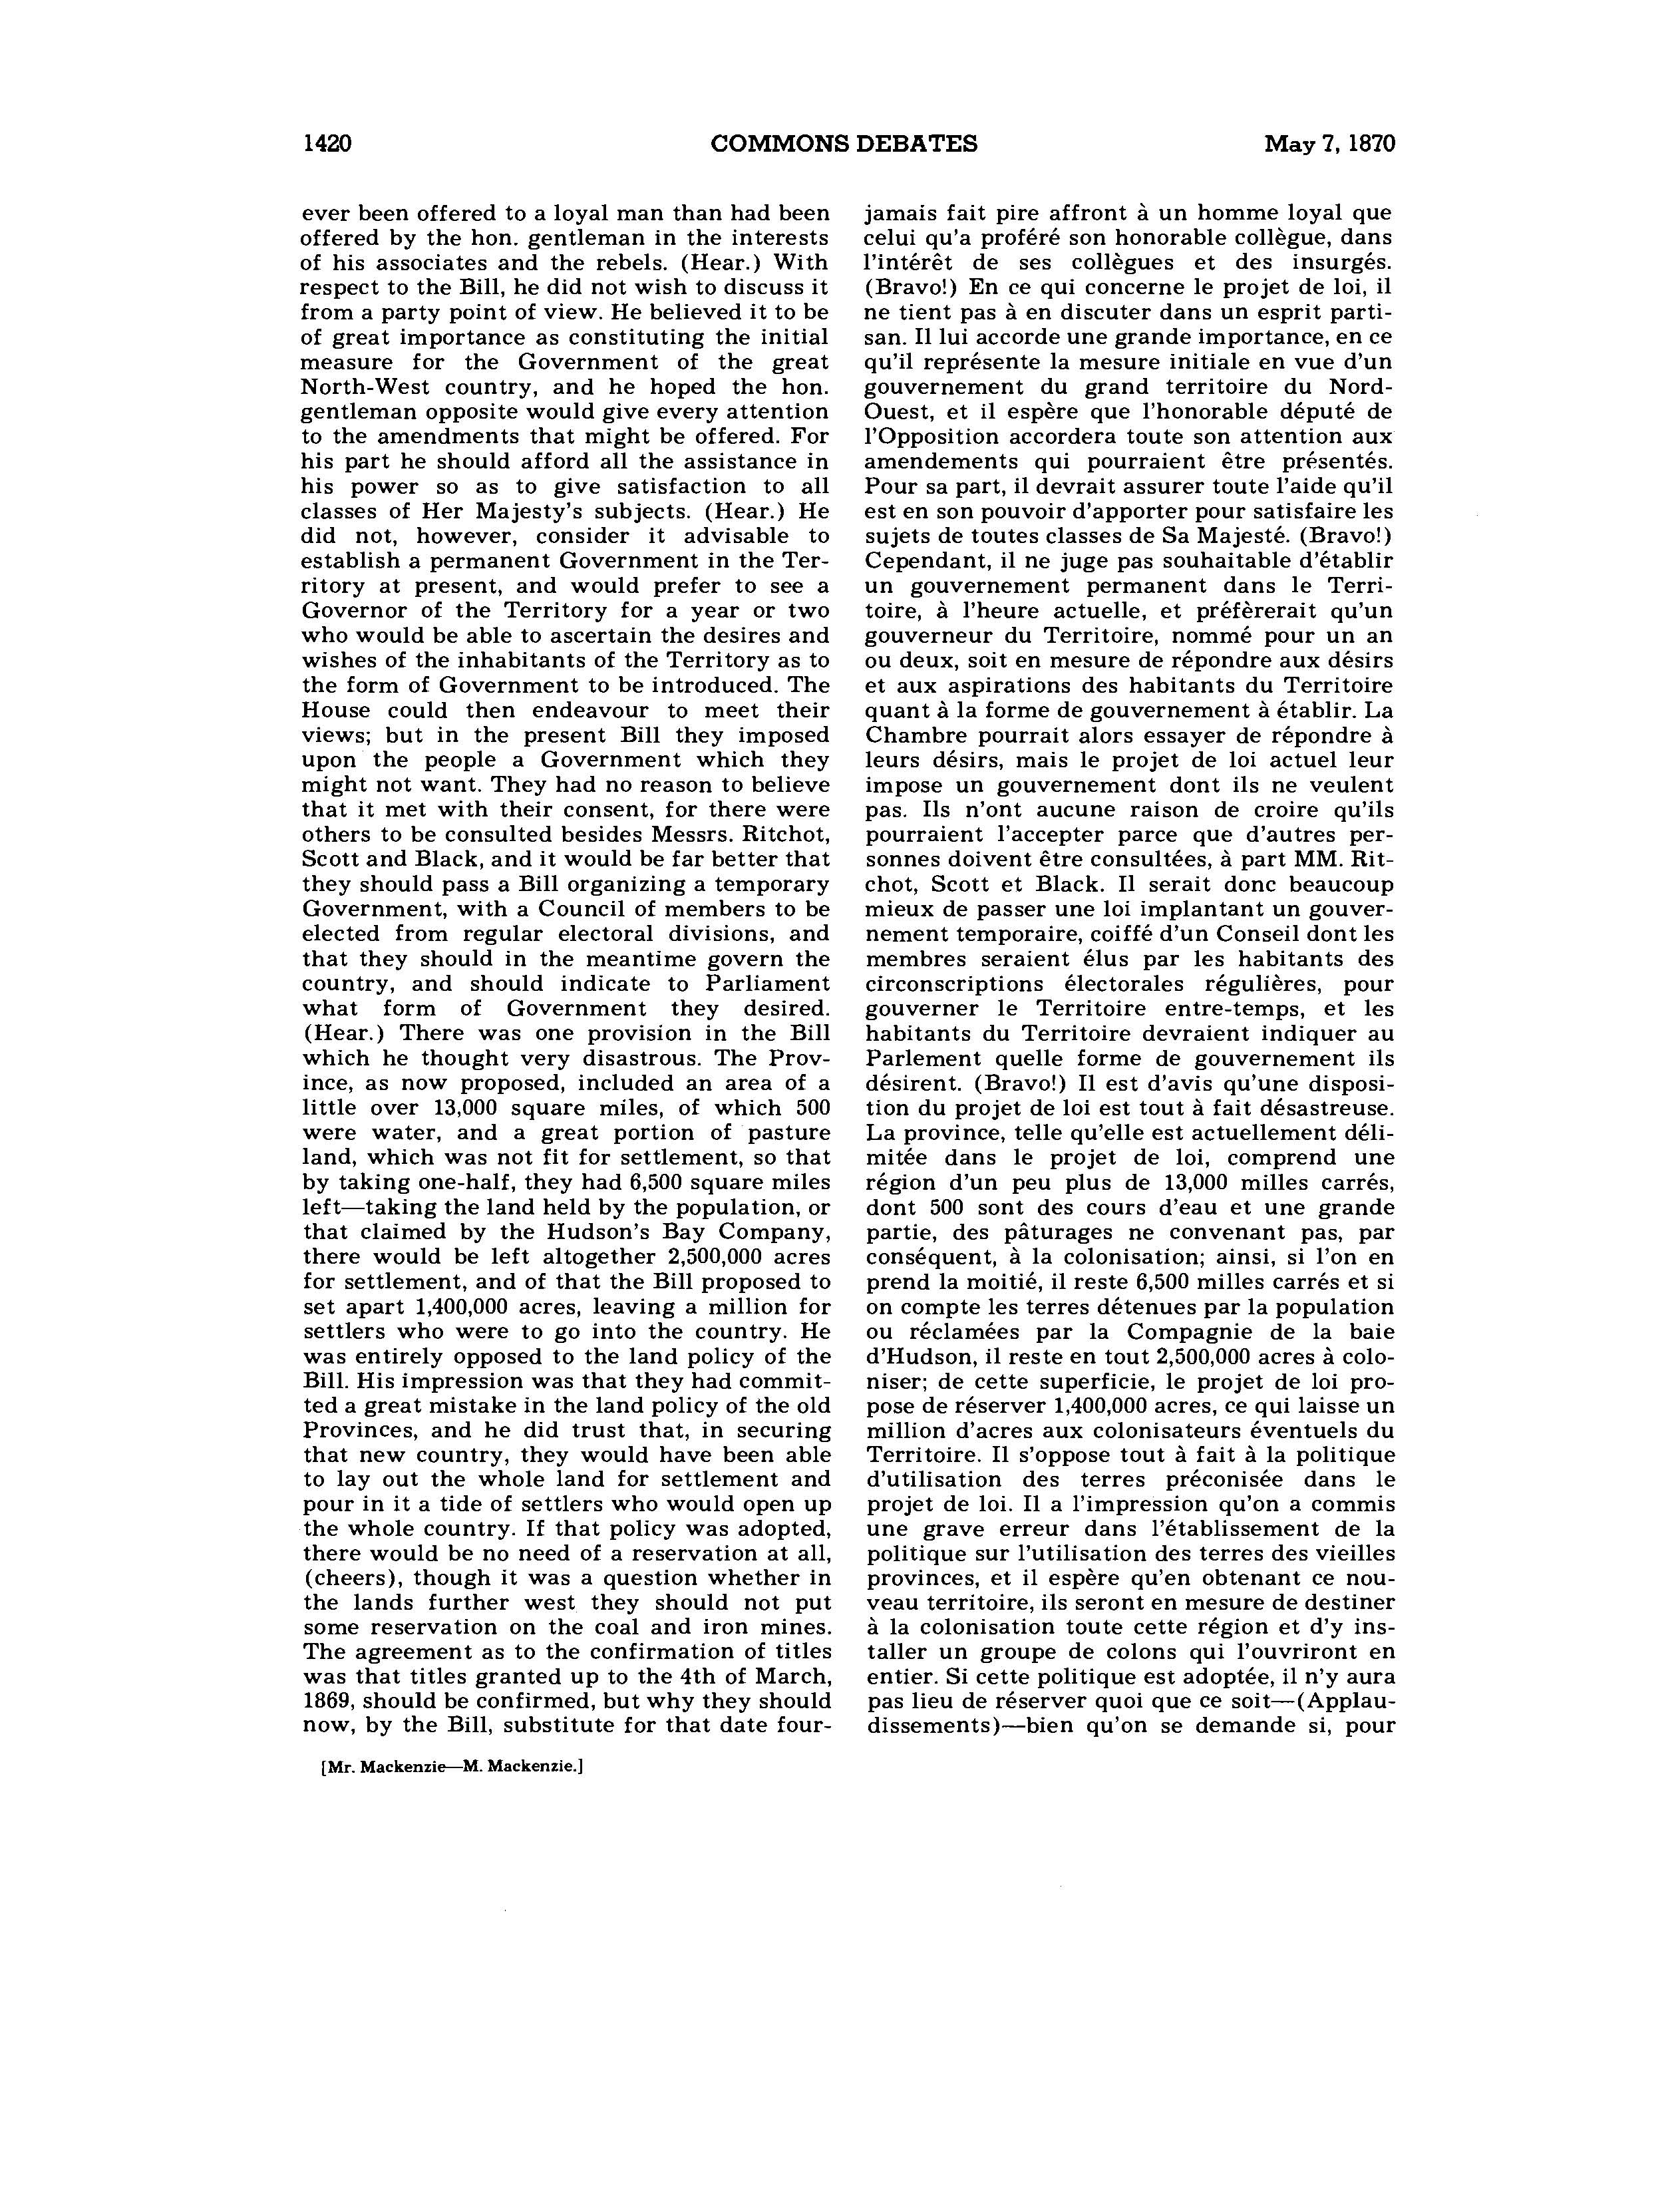 1420 COMMONS DEBATES May 7, 1870
ever been offered to a loyal man than had been
offered by the hon. gentleman in the interests
of his associates and the rebels. (Hear.) With
respect to the Bill, he did not wish to discuss it
from a party point of view. He believed it to be
of great importance as constituting the initial
measure for the Government of the great
North-West country, and he hoped the hon.
gentleman opposite would give every attention
to the amendments that might be offered. For
his part he should afford all the assistance in
his power so as to give satisfaction to all
classes of Her Majesty's subjects. (Hear.) He
did not, however, consider it advisable to
establish a permanent Government in the Ter-
ritory at present, and would prefer to see a
Governor of the Territory for a year or two
who would be able to ascertain the desires and
wishes of the inhabitants of the Territory as to
the form of Government to be introduced. The
House could then endeavour to meet their
views; but in the present Bill they imposed
upon the people a Government which they
might not want. They had no reason to believe
that it met with their consent, for there were
others to be consulted besides Messrs. Ritchot,
Scott and Black, and it would be far better that
they should pass a Bill organizing a temporary
Government, with a Council of members to be
elected from regular electoral divisions, and
that they should in the meantime govern the
country, and should indicate to Parliament
what form of Government they desired.
(Hear.) There was one provision in the Bill
which he thought very disastrous. The Prov-
ince, as now proposed, included an area of a
little over 13,000 square miles, of which 500
were water, and a great portion of pasture
land, which was not fit for settlement, so that
by taking one-half, they had 6,500 square miles
left—taking the land held by the population, or
that claimed by the Hudson's Bay Company,
there would be left altogether 2,500,000 acres
for settlement, and of that the Bill proposed to
set apart 1,400,000 acres, leaving a million for
settlers who were to go into the country. He
was entirely opposed to the land policy of the
Bill. His impression was that they had commit-
ted a great mistake in the land policy of the old
Provinces, and he did trust that, in securing
that new country, they would have been able
to lay out the whole land for settlement and
pour in it a tide of settlers who would open up
the whole country. If that policy was adopted,
there would be no need of a reservation at all,
(cheers), though it was a question whether in
the lands further west they should not put
some reservation on the coal and iron mines.
The agreement as to the confirmation of titles
was that titles granted up to the 4th of March,
1869, should be confirmed, but why they should
now, by the Bill, substitute for that date four-
jamais fait pire affront à un homme loyal que
celui qu'a proféré son honorable collègue, dans
l'intérêt de ses collègues et des insurgés.
(Bravo!) En ce qui concerne le projet de loi, il
ne tient pas à en discuter dans un esprit parti-
san. Il lui accorde une grande importance, en ce
qu'il représente la mesure initiale en vue d'un
gouvernement du grand territoire du Nord-
Ouest, et il espère que l'honorable député de
l'Opposition accordera toute son attention aux
amendements qui pourraient être présentés.
Pour sa part, il devrait assurer toute l'aide qu'il
est en son pouvoir d'apporter pour satisfaire les
sujets de toutes classes de Sa Majesté. (Bravo!)
Cependant, il ne juge pas souhaitable d'établir
un gouvernement permanent dans le Terri-
toire, à l'heure actuelle, et préfèrerait qu'un
gouverneur du Territoire, nommé pour un an
ou deux, soit en mesure de répondre aux désirs
et aux aspirations des habitants du Territoire
quant à la forme de gouvernement à établir. La
Chambre pourrait alors essayer de répondre à
leurs désirs, mais le projet de loi actuel leur
impose un gouvernement dont ils ne veulent
pas. Ils n'ont aucune raison de croire qu'ils
pourraient l'accepter parce que d'autres per-
sonnes doivent être consultées, à part MM. Rit-
chot, Scott et Black. Il serait donc beaucoup
mieux de passer une loi implantant un gouver-
nement temporaire, coiffé d'un Conseil dont les
membres seraient élus par les habitants des
circonscriptions électorales régulières, pour
gouverner le Territoire entre-temps, et les
habitants du Territoire devraient indiquer au
Parlement quelle forme de gouvernement ils
désirent. (Bravo!) Il est d'avis qu'une disposi-
tion du projet de loi est tout à fait désastreuse.
La province, telle qu'elle est actuellement déli-
mitée dans le projet de loi, comprend une
région d'un peu plus de 13,000 milles carrés,
dont 500 sont des cours d'eau et une grande
partie, des pâturages ne convenant pas, par
conséquent, à la colonisation; ainsi, si l'on en
prend la moitié, il reste 6,500 milles carrés et si
on compte les terres détenues par la population
ou réclamées par la Compagnie de la baie
d'Hudson, il reste en tout 2,500,000 acres à colo-
niser; de cette superficie, le projet de loi pro-
pose de réserver 1,400,000 acres, ce qui laisse un
million d'acres aux colonisateurs éventuels du
Territoire. Il s'oppose tout à fait à la politique
d'utilisation des terres préconisée dans le
projet de loi. Il a l'impression qu'on a commis
une grave erreur dans l'établissement de la
politique sur l'utilisation des terres des vieilles
provinces, et il espère qu'en obtenant ce nou-
veau territoire, ils seront en mesure de destiner
à la colonisation toute cette région et d'y ins-
taller un groupe de colons qui l'ouvriront en
entier. Si cette politique est adoptée, il n'y aura
pas lieu de réserver quoi que ce soit—(Applau-
dissements)—bien qu'on se demande si, pour
[Mr. Mackenzie—M. Mackenzie.]